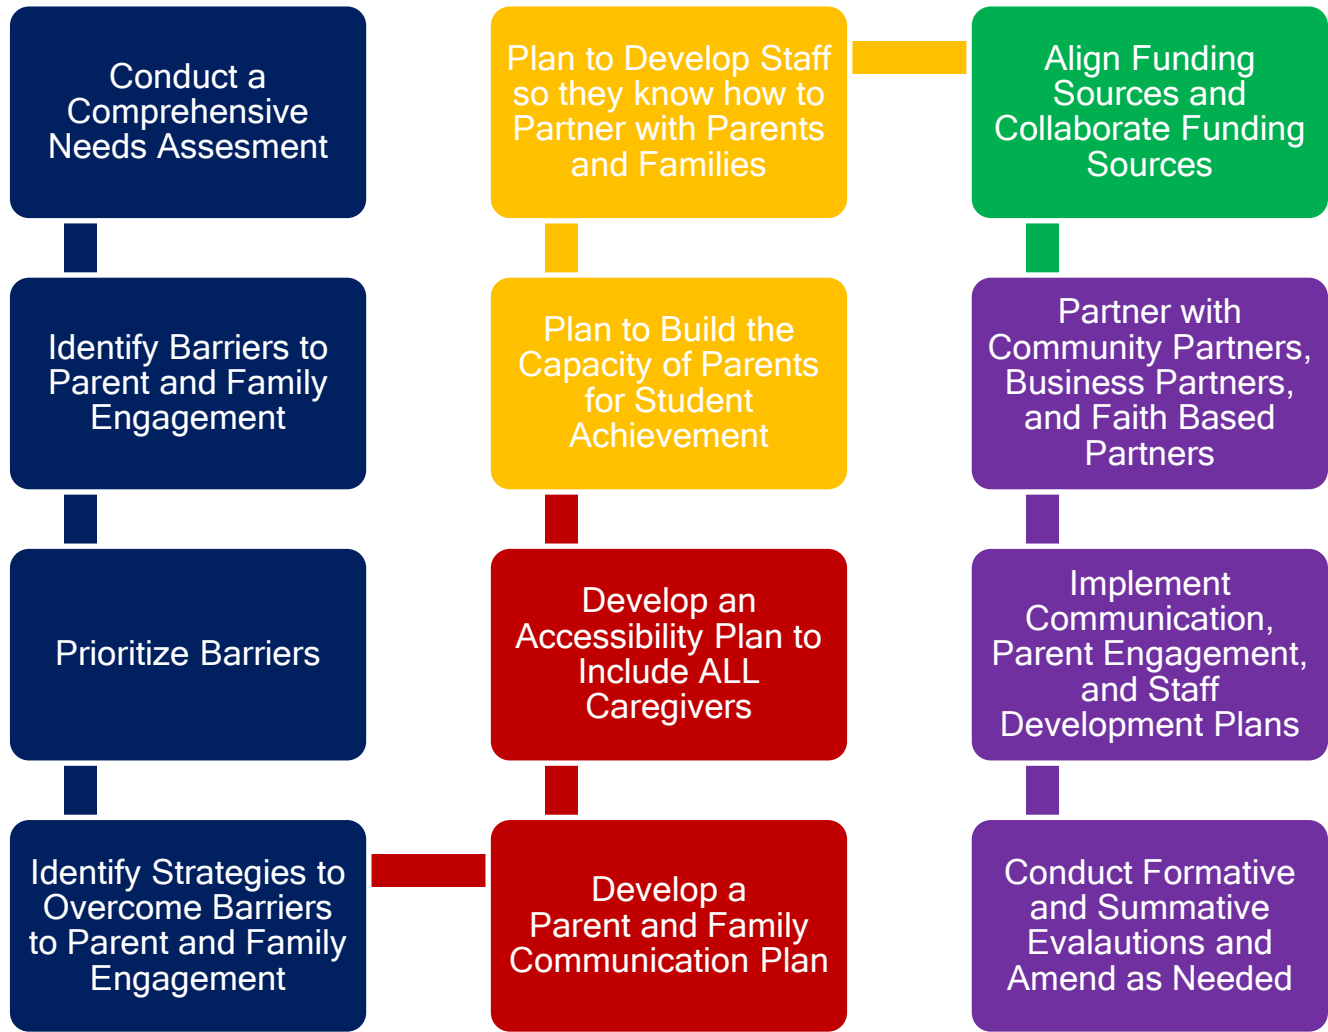 Conduct a
Comprehensive
Needs Assesment
Identify Barriers to
Parent and Family
Engagement
Prioritize Barriers
Identify Strategies to
Overcome Barriers
to Parent and Family
Engagement
Develop a
Parent and Family
Communication Plan
Develop an
Accessibility Plan to
Include ALL
Caregivers
Plan to Build the
Capacity of Parents
for Student
Achievement
Plan to Develop Staff
so they know how to
Partner with Parents
and Families
Align Funding
Sources and
Collaborate Funding
Sources
Partner with
Community Partners,
Business Partners,
and Faith Based
Partners
Implement
Communication,
Parent Engagement,
and Staff
Development Plans
Conduct Formative
and Summative
Evalautions and
Amend as Needed